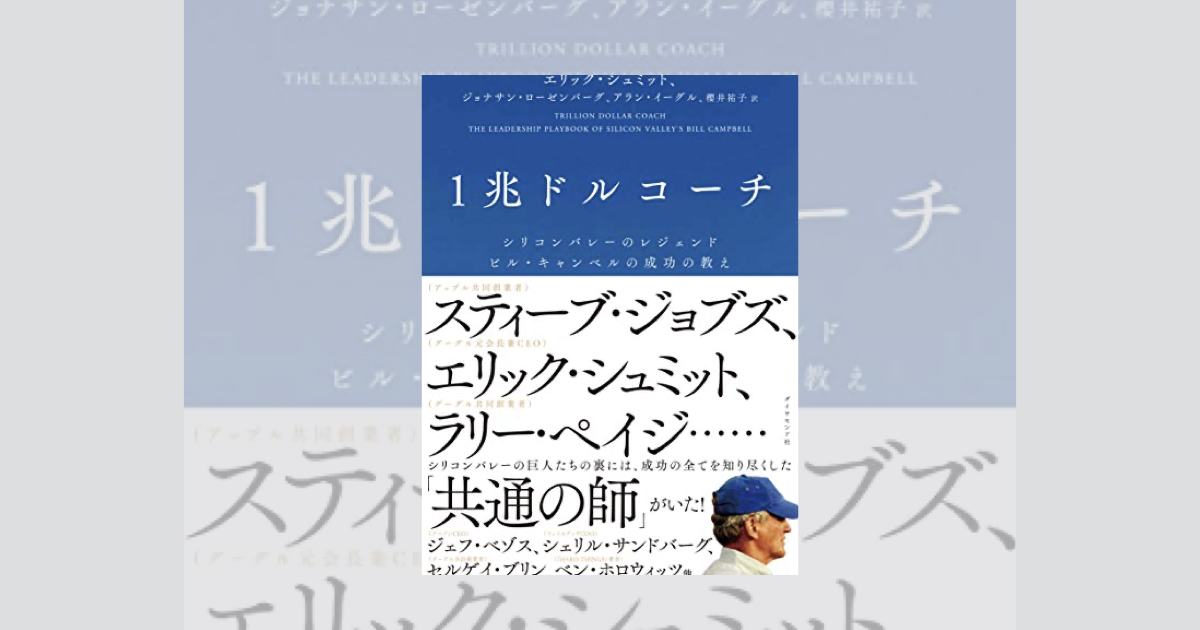 エリック・シュミット、
ジョナサン・ローゼンバーグ、アラン・イーグル、櫻井祐子 訳
TRILLION DOLLAR COACH
THE LEADERSHIP PLAYBOOK OF SILICON VALLEY'S BILL CAMPBELL
1兆ドルコーチ
シリコンバレーのレジェンド
ビル・キャンベルの成功の教え
(アップル共同創業者)
スティーブ・ジョブズ、
(グーグル元会長兼CEO)
エリック・シュミット、
(グーグル共同創業者)
ラリー・ペイジ……
ダイヤモンド社
シリコンバレーの巨人たちの裏には、成功の全てを知り尽くした
「共通の師」がいた!
ジェフ・ベゾス、シェリル・サンドバーグ、
セルゲイ・ブリン、ベン・ホロウィッツ他